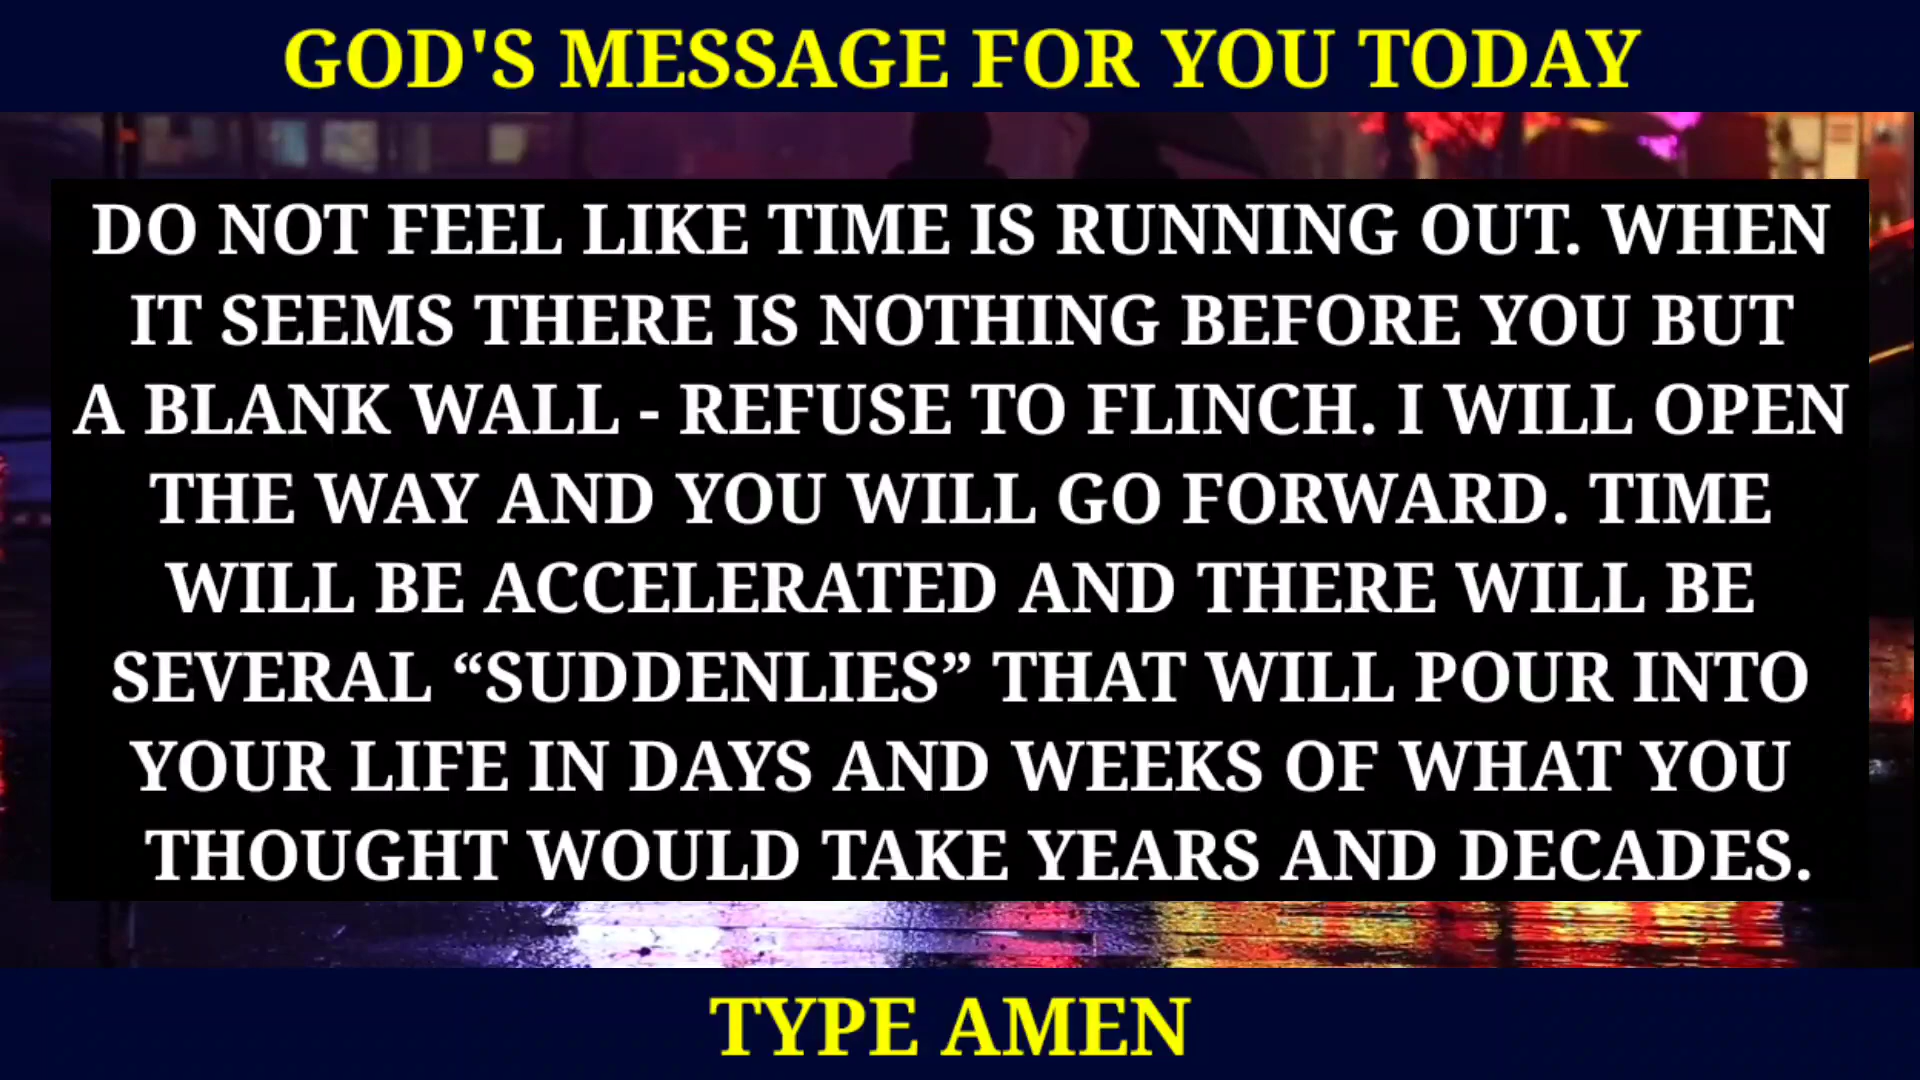 GOD'S MESSAGE FOR YOU TODAY
DO NOT FEEL LIKE TIME IS RUNNING OUT. WHEN
IT SEEMS THERE IS NOTHING BEFORE YOU BUT
A BLANK WALL - REFUSE TO FLINCH. I WILL OPEN
THE WAY AND YOU WILL GO FORWARD. TIME
WILL BE ACCELERATED AND THERE WILL BE
SEVERAL “SUDDENLIES” THAT WILL POUR INTO
YOUR LIFE IN DAYS AND WEEKS OF WHAT YOU
THOUGHT WOULD TAKE YEARS AND DECADES.
TYPE AMEN